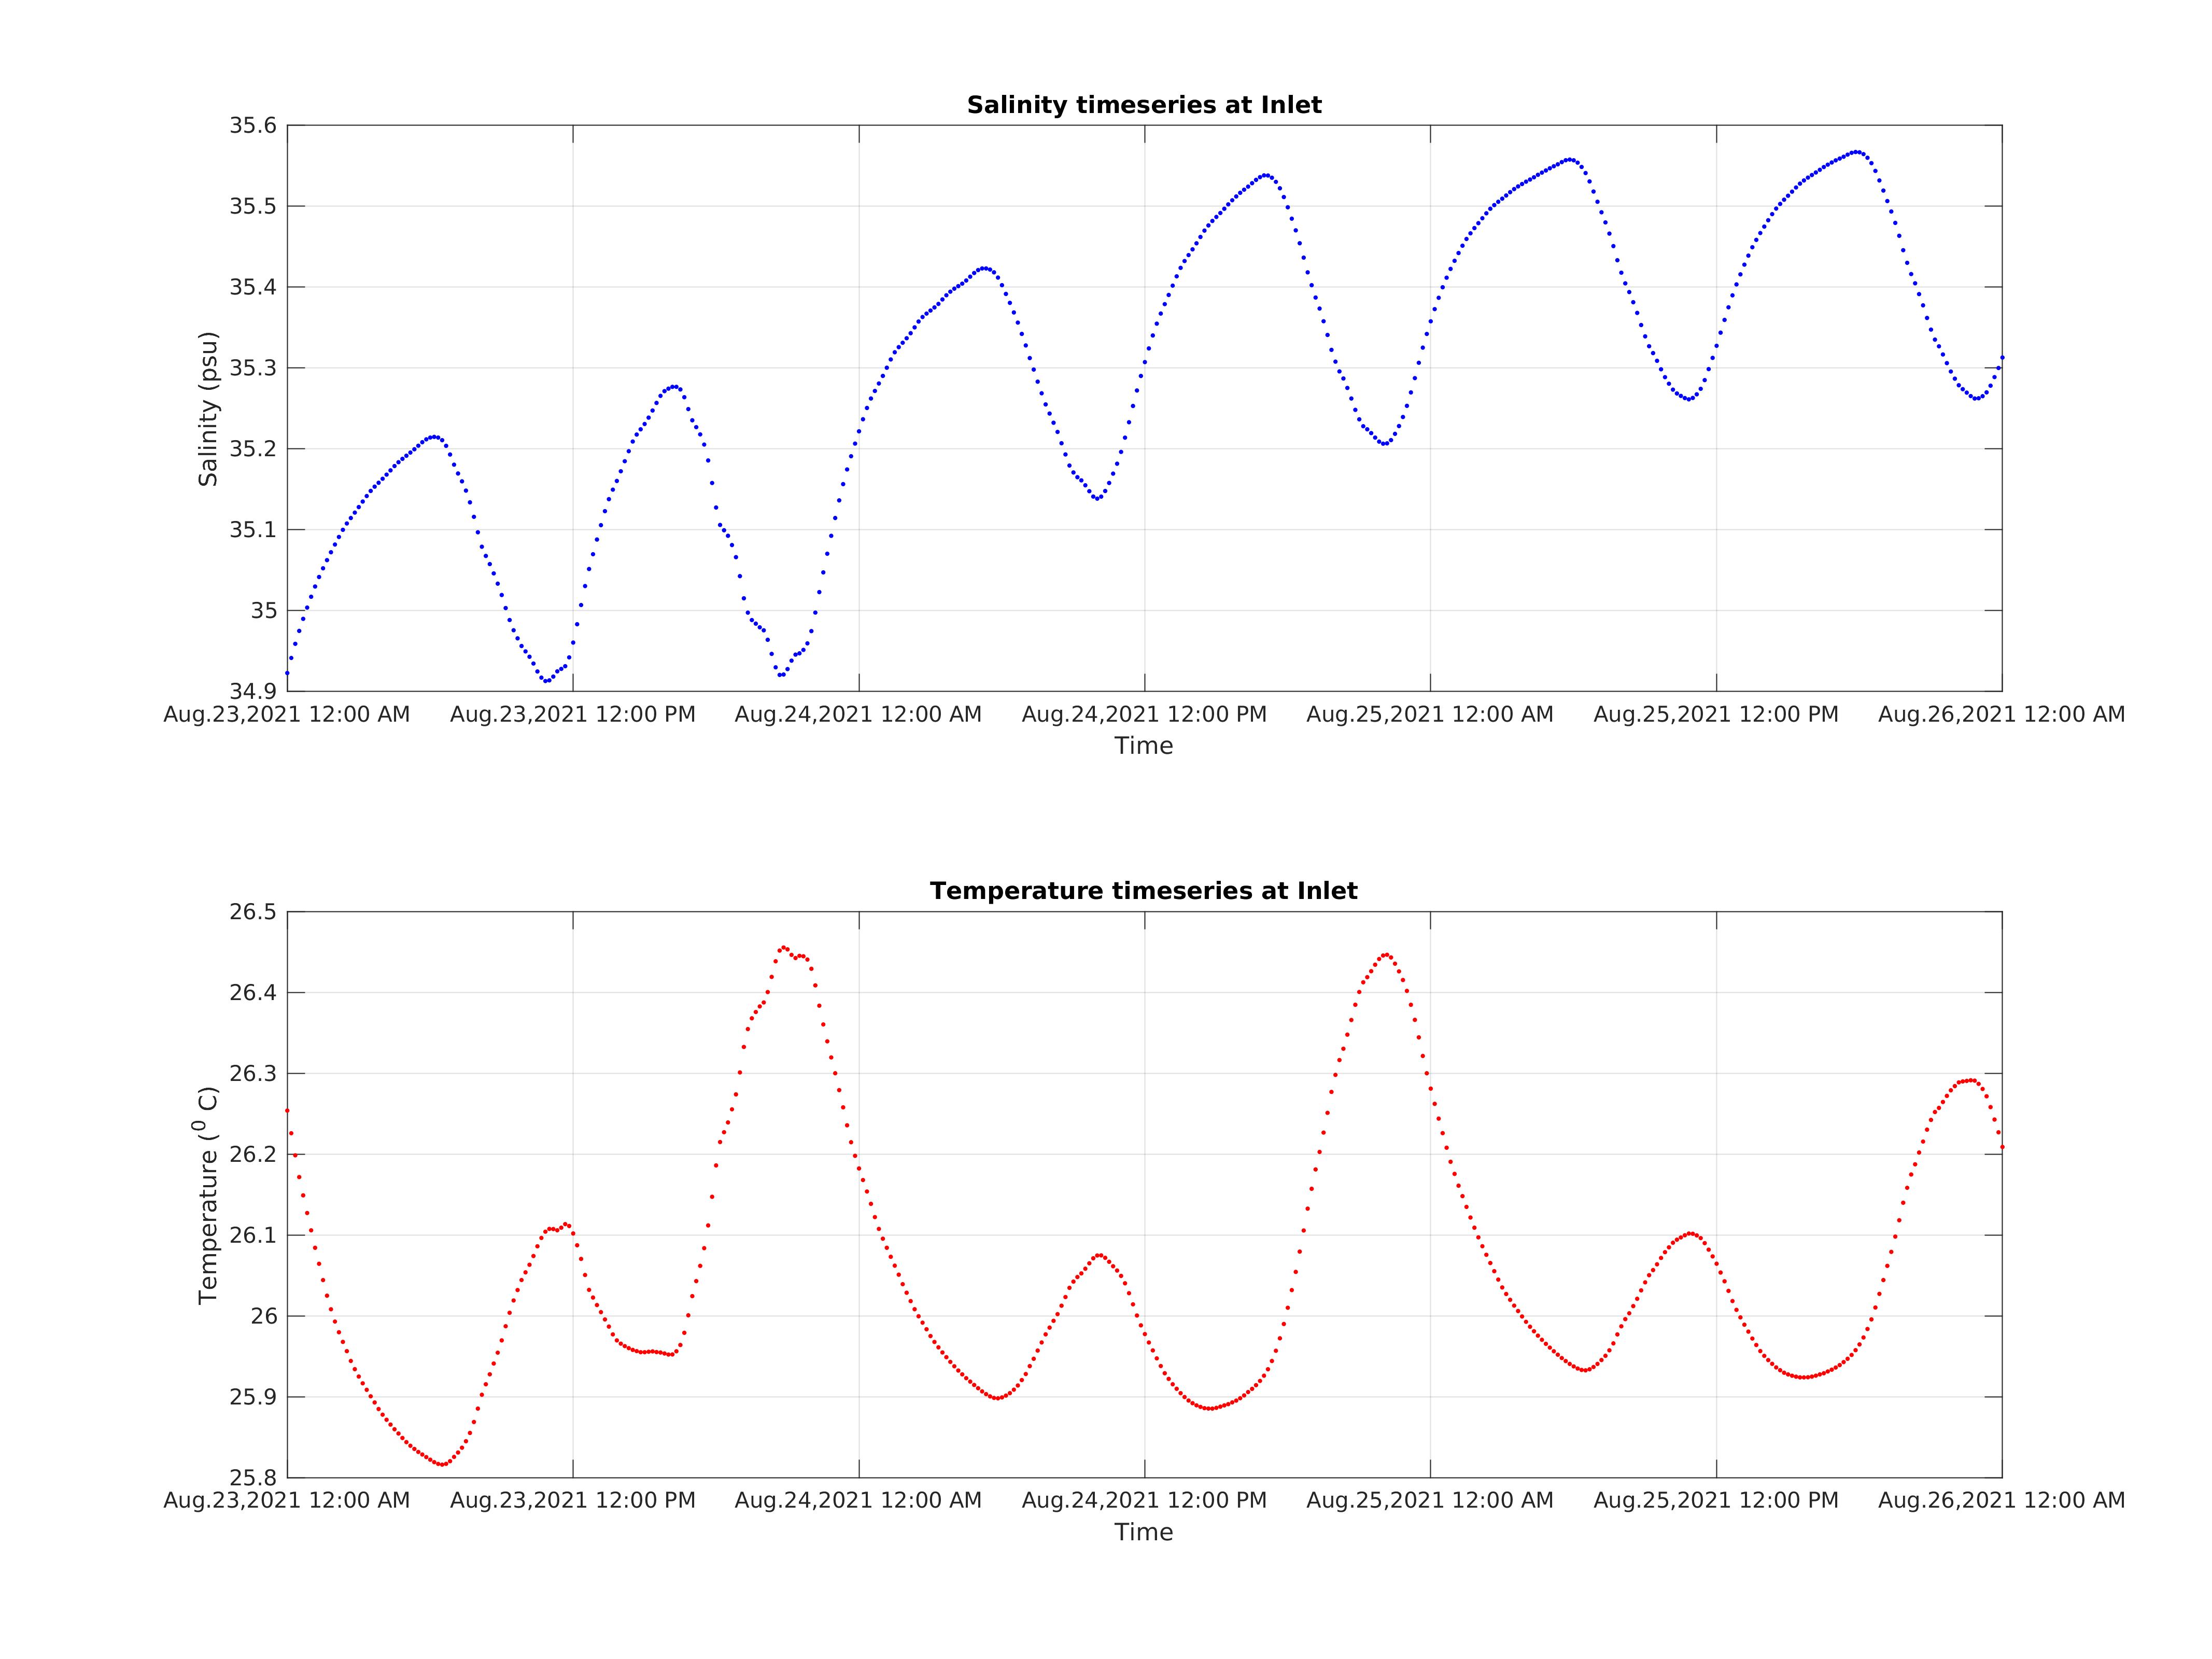 Salinity timeseries at Inlet
35.6
35.5
35.4
35.3
35.2
35.1
35
34.9
Salinity (psu)
Aug.23,2021 12:00 AM Aug.23,2021 12:00 PM Aug.24,2021 12:00 AM Aug.24,2021 12:00 PM Aug.25,2021 12:00 AM Aug.25,2021 12:00 PM Aug.26,2021 12:00 AM
Time
Temperature timeseries at Inlet
26.5
26.4
26.3
26.2
26.1
26
25.9
25.8
Temperature (⁰ C)
Aug.23,2021 12:00 AM Aug.23,2021 12:00 PM Aug.24,2021 12:00 AM Aug.24,2021 12:00 PM Aug.25,2021 12:00 AM Aug.25,2021 12:00 PM Aug.26,2021 12:00 AM
Time